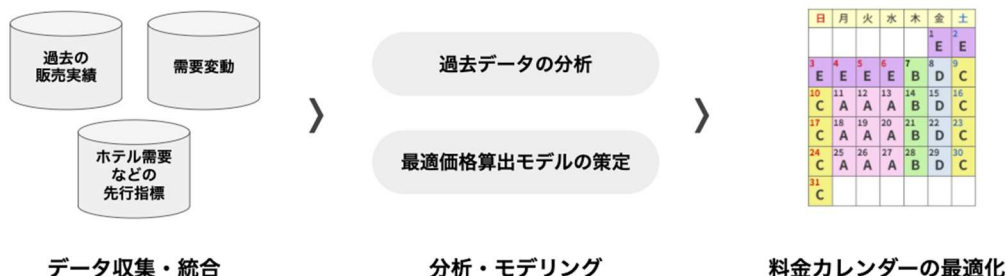 過去の
販売実績
需要変動
ホテル需要
などの
先行指標
データ収集・統合
❯
過去データの分析
最適価格算出モデルの策定
分析・モデリング
❯
日 月 火 水 木 金 土
1 2
E E
3 4 5 6 7 8 9
E E E E B D C
10 11 12 13 14 15 16
C A A A B D C
17 18 19 20 21 22 23
C A A A B D C
24 25 26 27 28 29 30
C A A A B D C
31
C
料金カレンダーの最適化